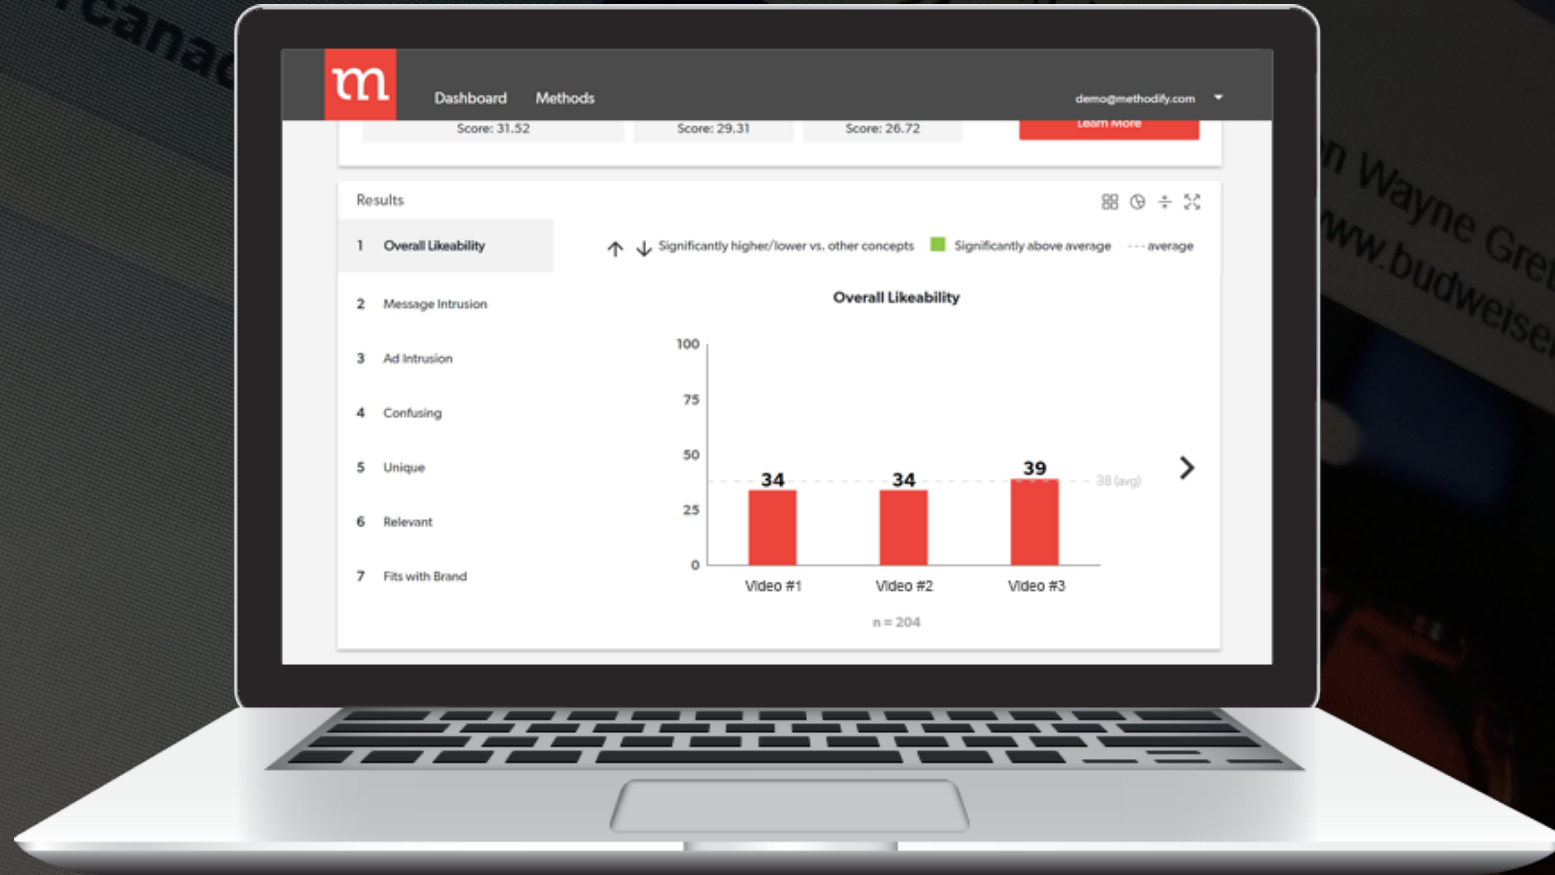 m
Dashboard
Methods
demo@methodify.com
Score: 31.52
Score: 29.31
Score: 26.72
Learn More
Results
1 Overall Likeability
2 Message Intrusion
3 Ad Intrusion
4 Confusing
5 Unique
6 Relevant
7 Fits with Brand
Significantly higher/lower vs. other concepts
Significantly above average
--- average
Overall Likeability
100
75
50
25
0
34
34
39
38 (avg)
Video #1
Video #2
Video #3
n = 204
Wayne
www.budweiser